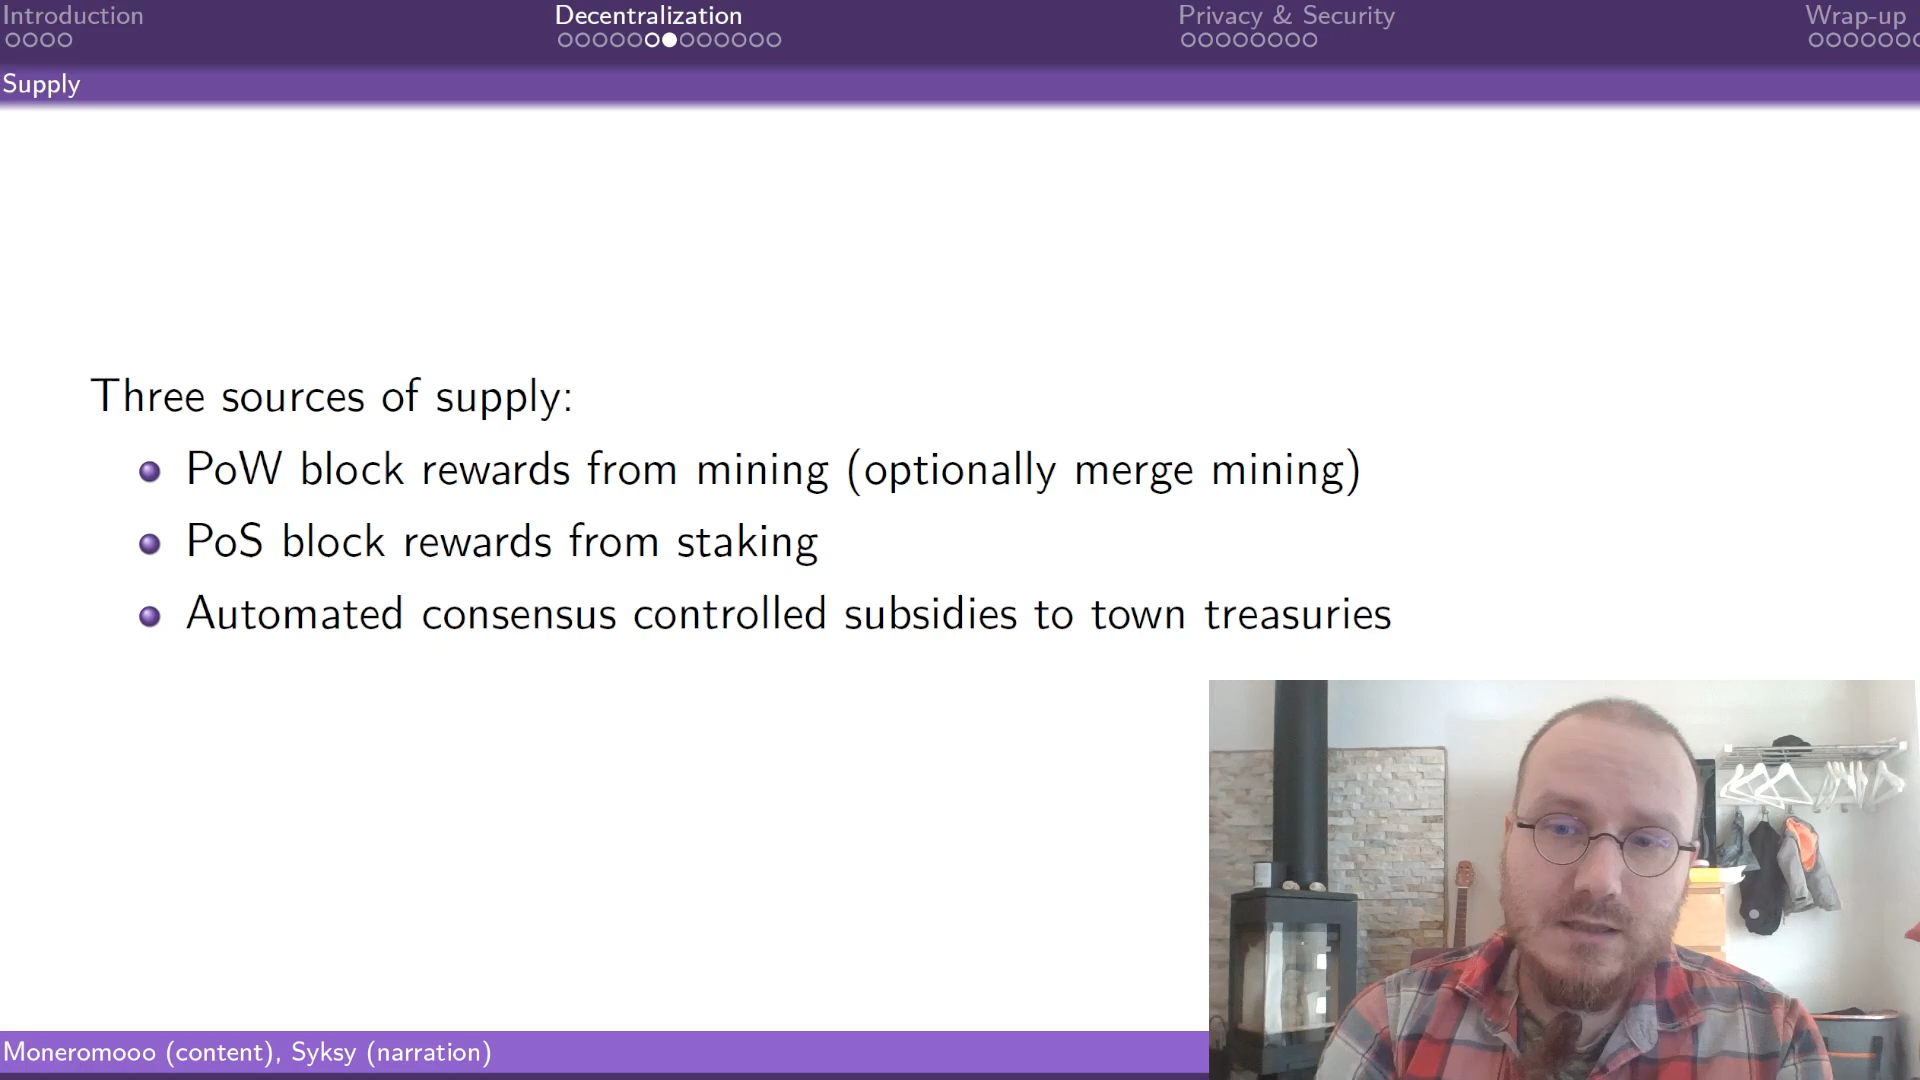 Introduction
Decentralization
Privacy & Security
Wrap-up
Supply
Three sources of supply:
PoW block rewards from mining (optionally merge mining)
PoS block rewards from staking
Automated consensus controlled subsidies to town treasuries
Moneromooo (content), Syksy (narration)